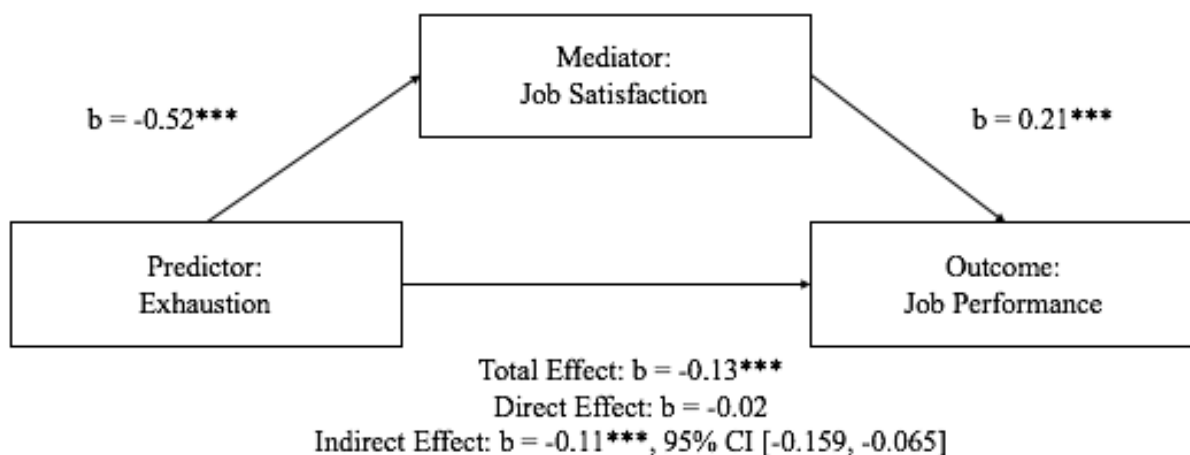 Mediator:
Job Satisfaction
b = -0.52***
b = 0.21***
Predictor:
Exhaustion
Outcome:
Job Performance
Total Effect: b = -0.13***
Direct Effect: b = -0.02
Indirect Effect: b = -0.11***, 95% CI [-0.159, -0.065]